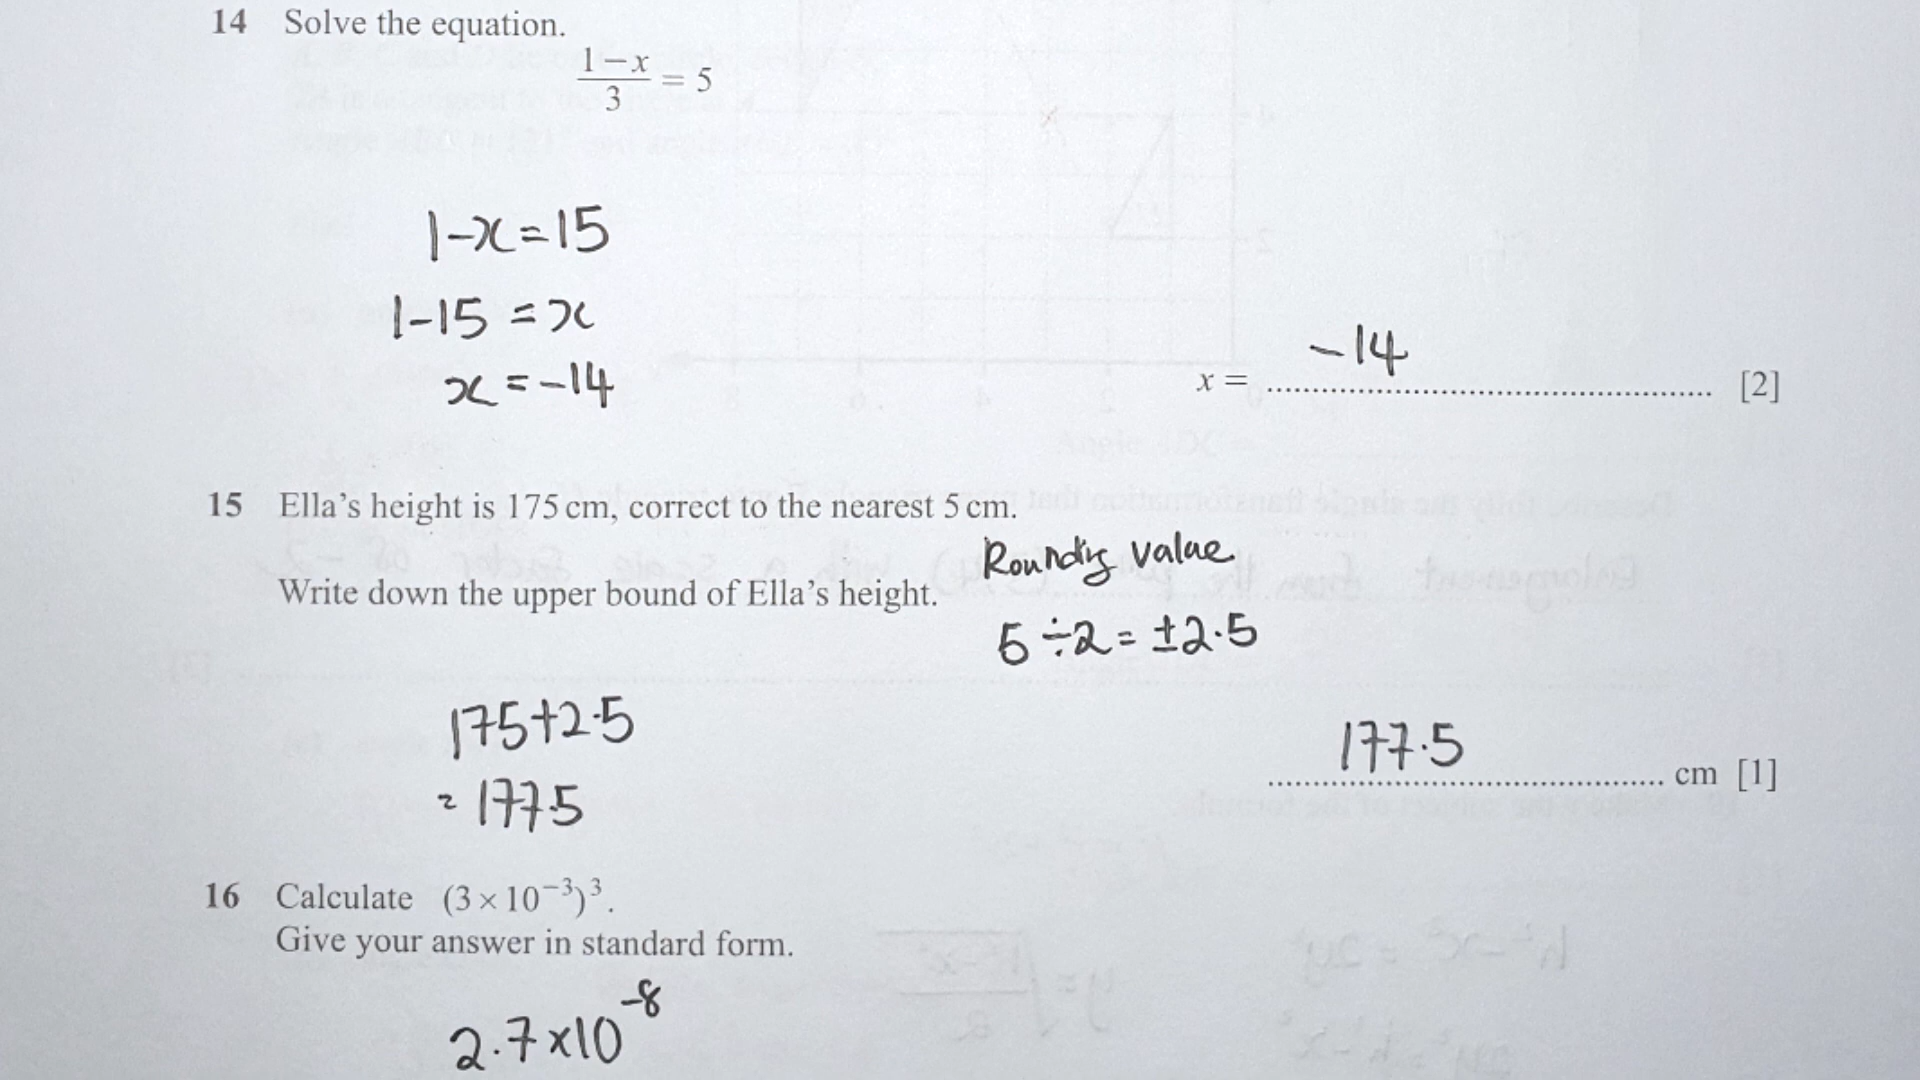 14 Solve the equation.
1 − x / 3 = 5
1 - x = 15
1 - 15 = x
x = -14
-14
x = ........................................ [2]
15 Ella's height is 175 cm, correct to the nearest 5 cm.
Rounding value
Write down the upper bound of Ella's height.
5 ÷ 2 = ±2.5
175 + 2.5
= 177.5
177.5
........................................ cm [1]
16 Calculate (3 × 10⁻³)³.
Give your answer in standard form.
2.7 × 10⁻⁸